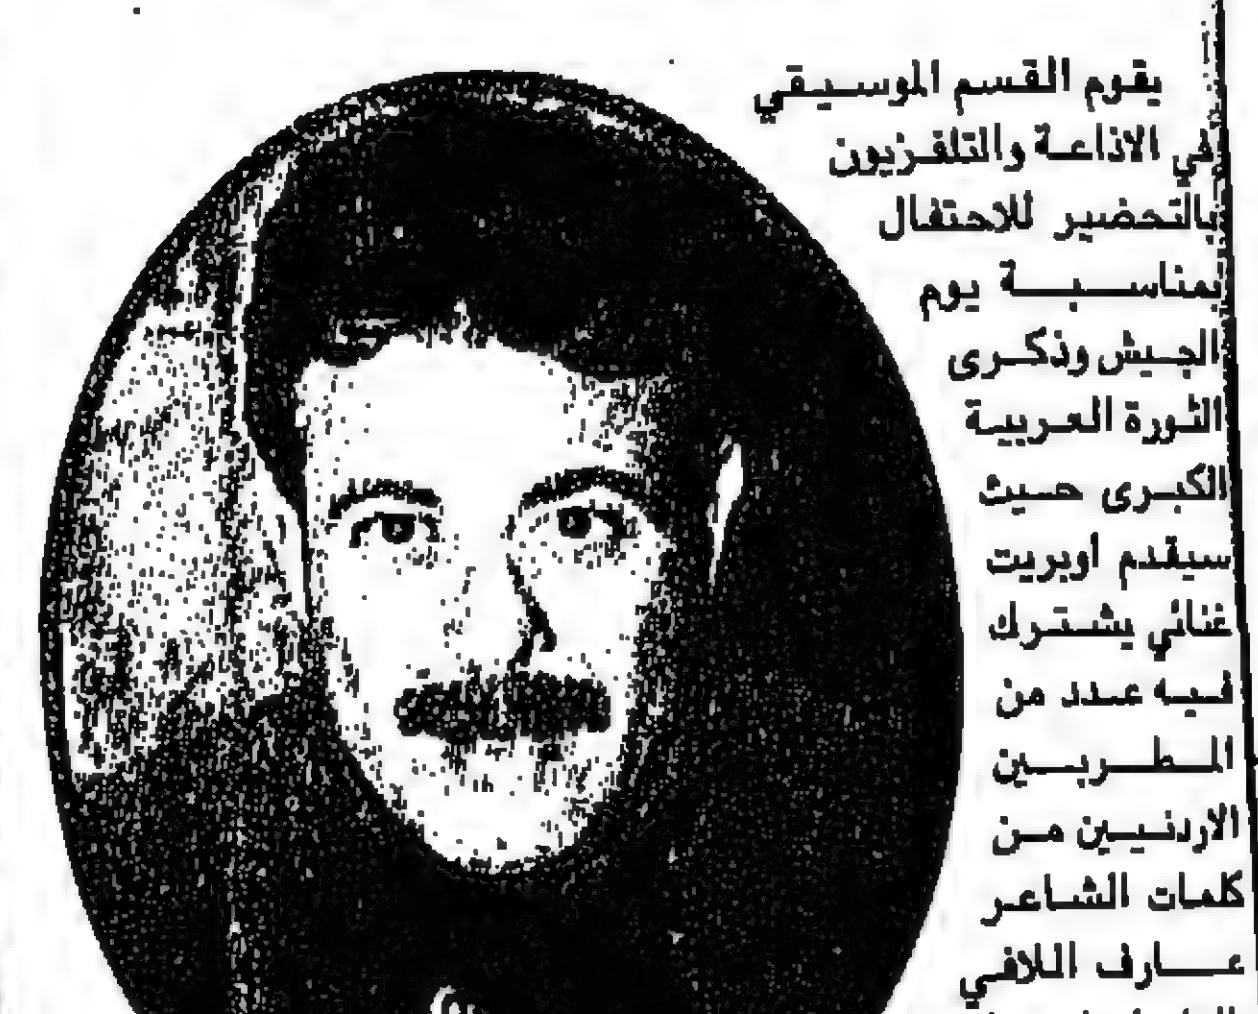 يقوم القسم الموسيقي
في الاذاعة والتلفزيون
بالتحضير للاحتفال
بمناسبة يوم
الجيش وذكرى
الثورة العربية
الكبرى حيث
سيقدم اوبريت
غنائي يشترك
فيه عدد من
المطربين
الاردنيين من
كلمات الشاعر
عارف اللافي